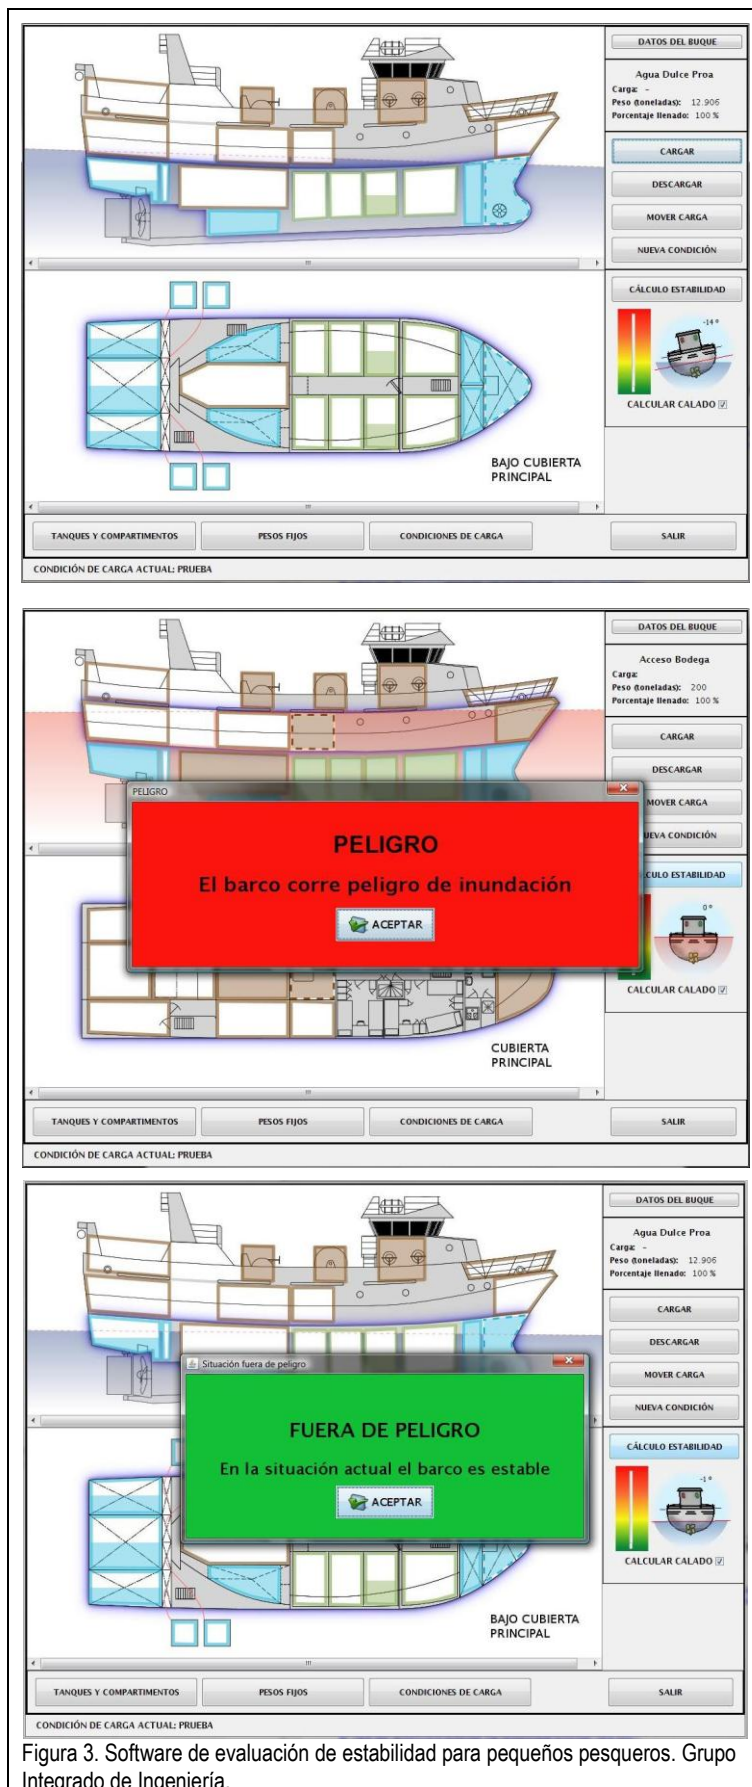 DATOS DEL BUQUE
Agua Dulce Proa
Carga: -
Peso (toneladas): 12.906
Porcentaje llenado: 100 %
CARGAR
DESCARGAR
MOVER CARGA
NUEVA CONDICIÓN
CÁLCULO ESTABILIDAD
-14 º
CALCULAR CALADO
BAJO CUBIERTA
PRINCIPAL
TANQUES Y COMPARTIMENTOS PESOS FIJOS CONDICIONES DE CARGA SALIR
CONDICIÓN DE CARGA ACTUAL: PRUEBA
DATOS DEL BUQUE
Acceso Bodega
Carga:
Peso (toneladas): 200
Porcentaje llenado: 100 %
CARGAR
DESCARGAR
MOVER CARGA
UEVA CONDICIÓN
CULO ESTABILIDAD
0 º
CALCULAR CALADO
PELIGRO
PELIGRO
El barco corre peligro de inundación
ACEPTAR
CUBIERTA
PRINCIPAL
TANQUES Y COMPARTIMENTOS PESOS FIJOS CONDICIONES DE CARGA SALIR
CONDICIÓN DE CARGA ACTUAL: PRUEBA
DATOS DEL BUQUE
Agua Dulce Proa
Carga: -
Peso (toneladas): 12.906
Porcentaje llenado: 100 %
CARGAR
DESCARGAR
MOVER CARGA
NUEVA CONDICIÓN
CÁLCULO ESTABILIDAD
-1 º
CALCULAR CALADO
Situación fuera de peligro
FUERA DE PELIGRO
En la situación actual el barco es estable
ACEPTAR
BAJO CUBIERTA
PRINCIPAL
TANQUES Y COMPARTIMENTOS PESOS FIJOS CONDICIONES DE CARGA SALIR
CONDICIÓN DE CARGA ACTUAL: PRUEBA
Figura 3. Software de evaluación de estabilidad para pequeños pesqueros. Grupo
Integrado de Ingeniería.